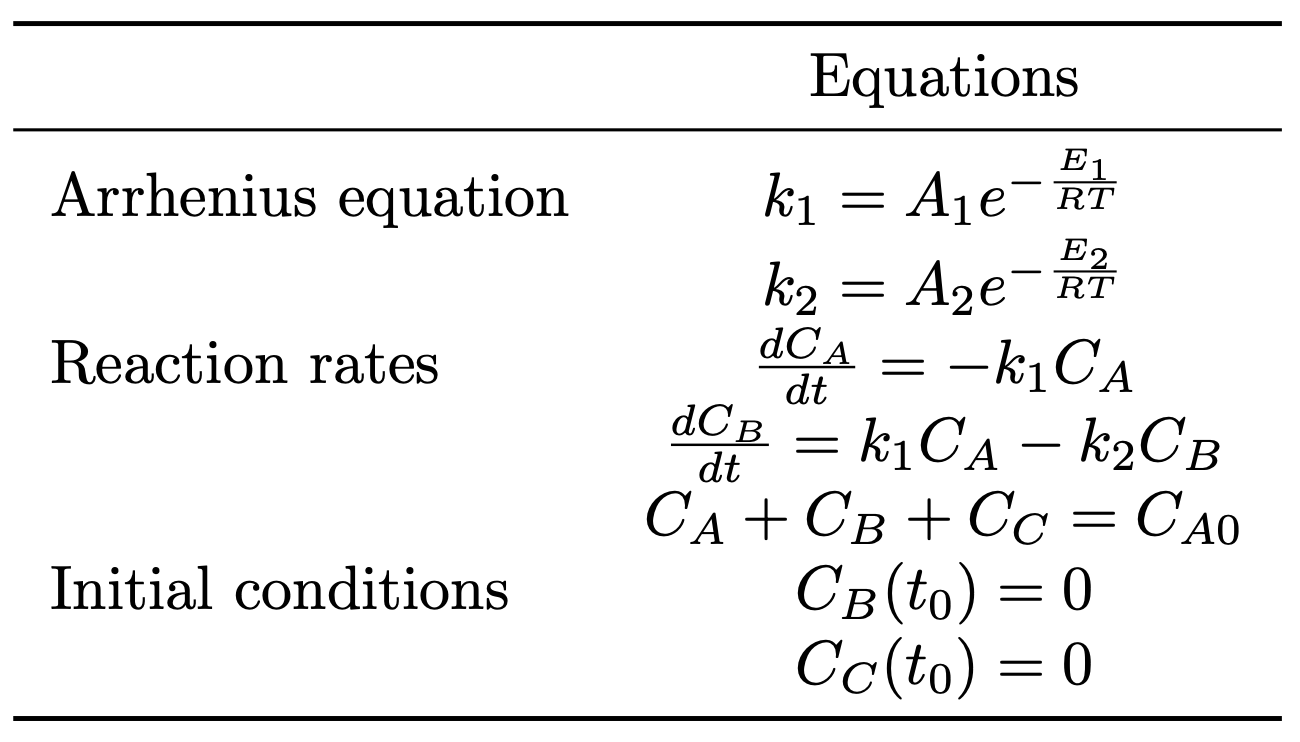 Equations
Arrhenius equation $k_1 = A_1 e^{-\frac{E_1}{RT}}$
$k_2 = A_2 e^{-\frac{E_2}{RT}}$
Reaction rates $\frac{dC_A}{dt} = -k_1 C_A$
$\frac{dC_B}{dt} = k_1 C_A - k_2 C_B$
$C_A + C_B + C_C = C_{A0}$
Initial conditions $C_B(t_0) = 0$
$C_C(t_0) = 0$